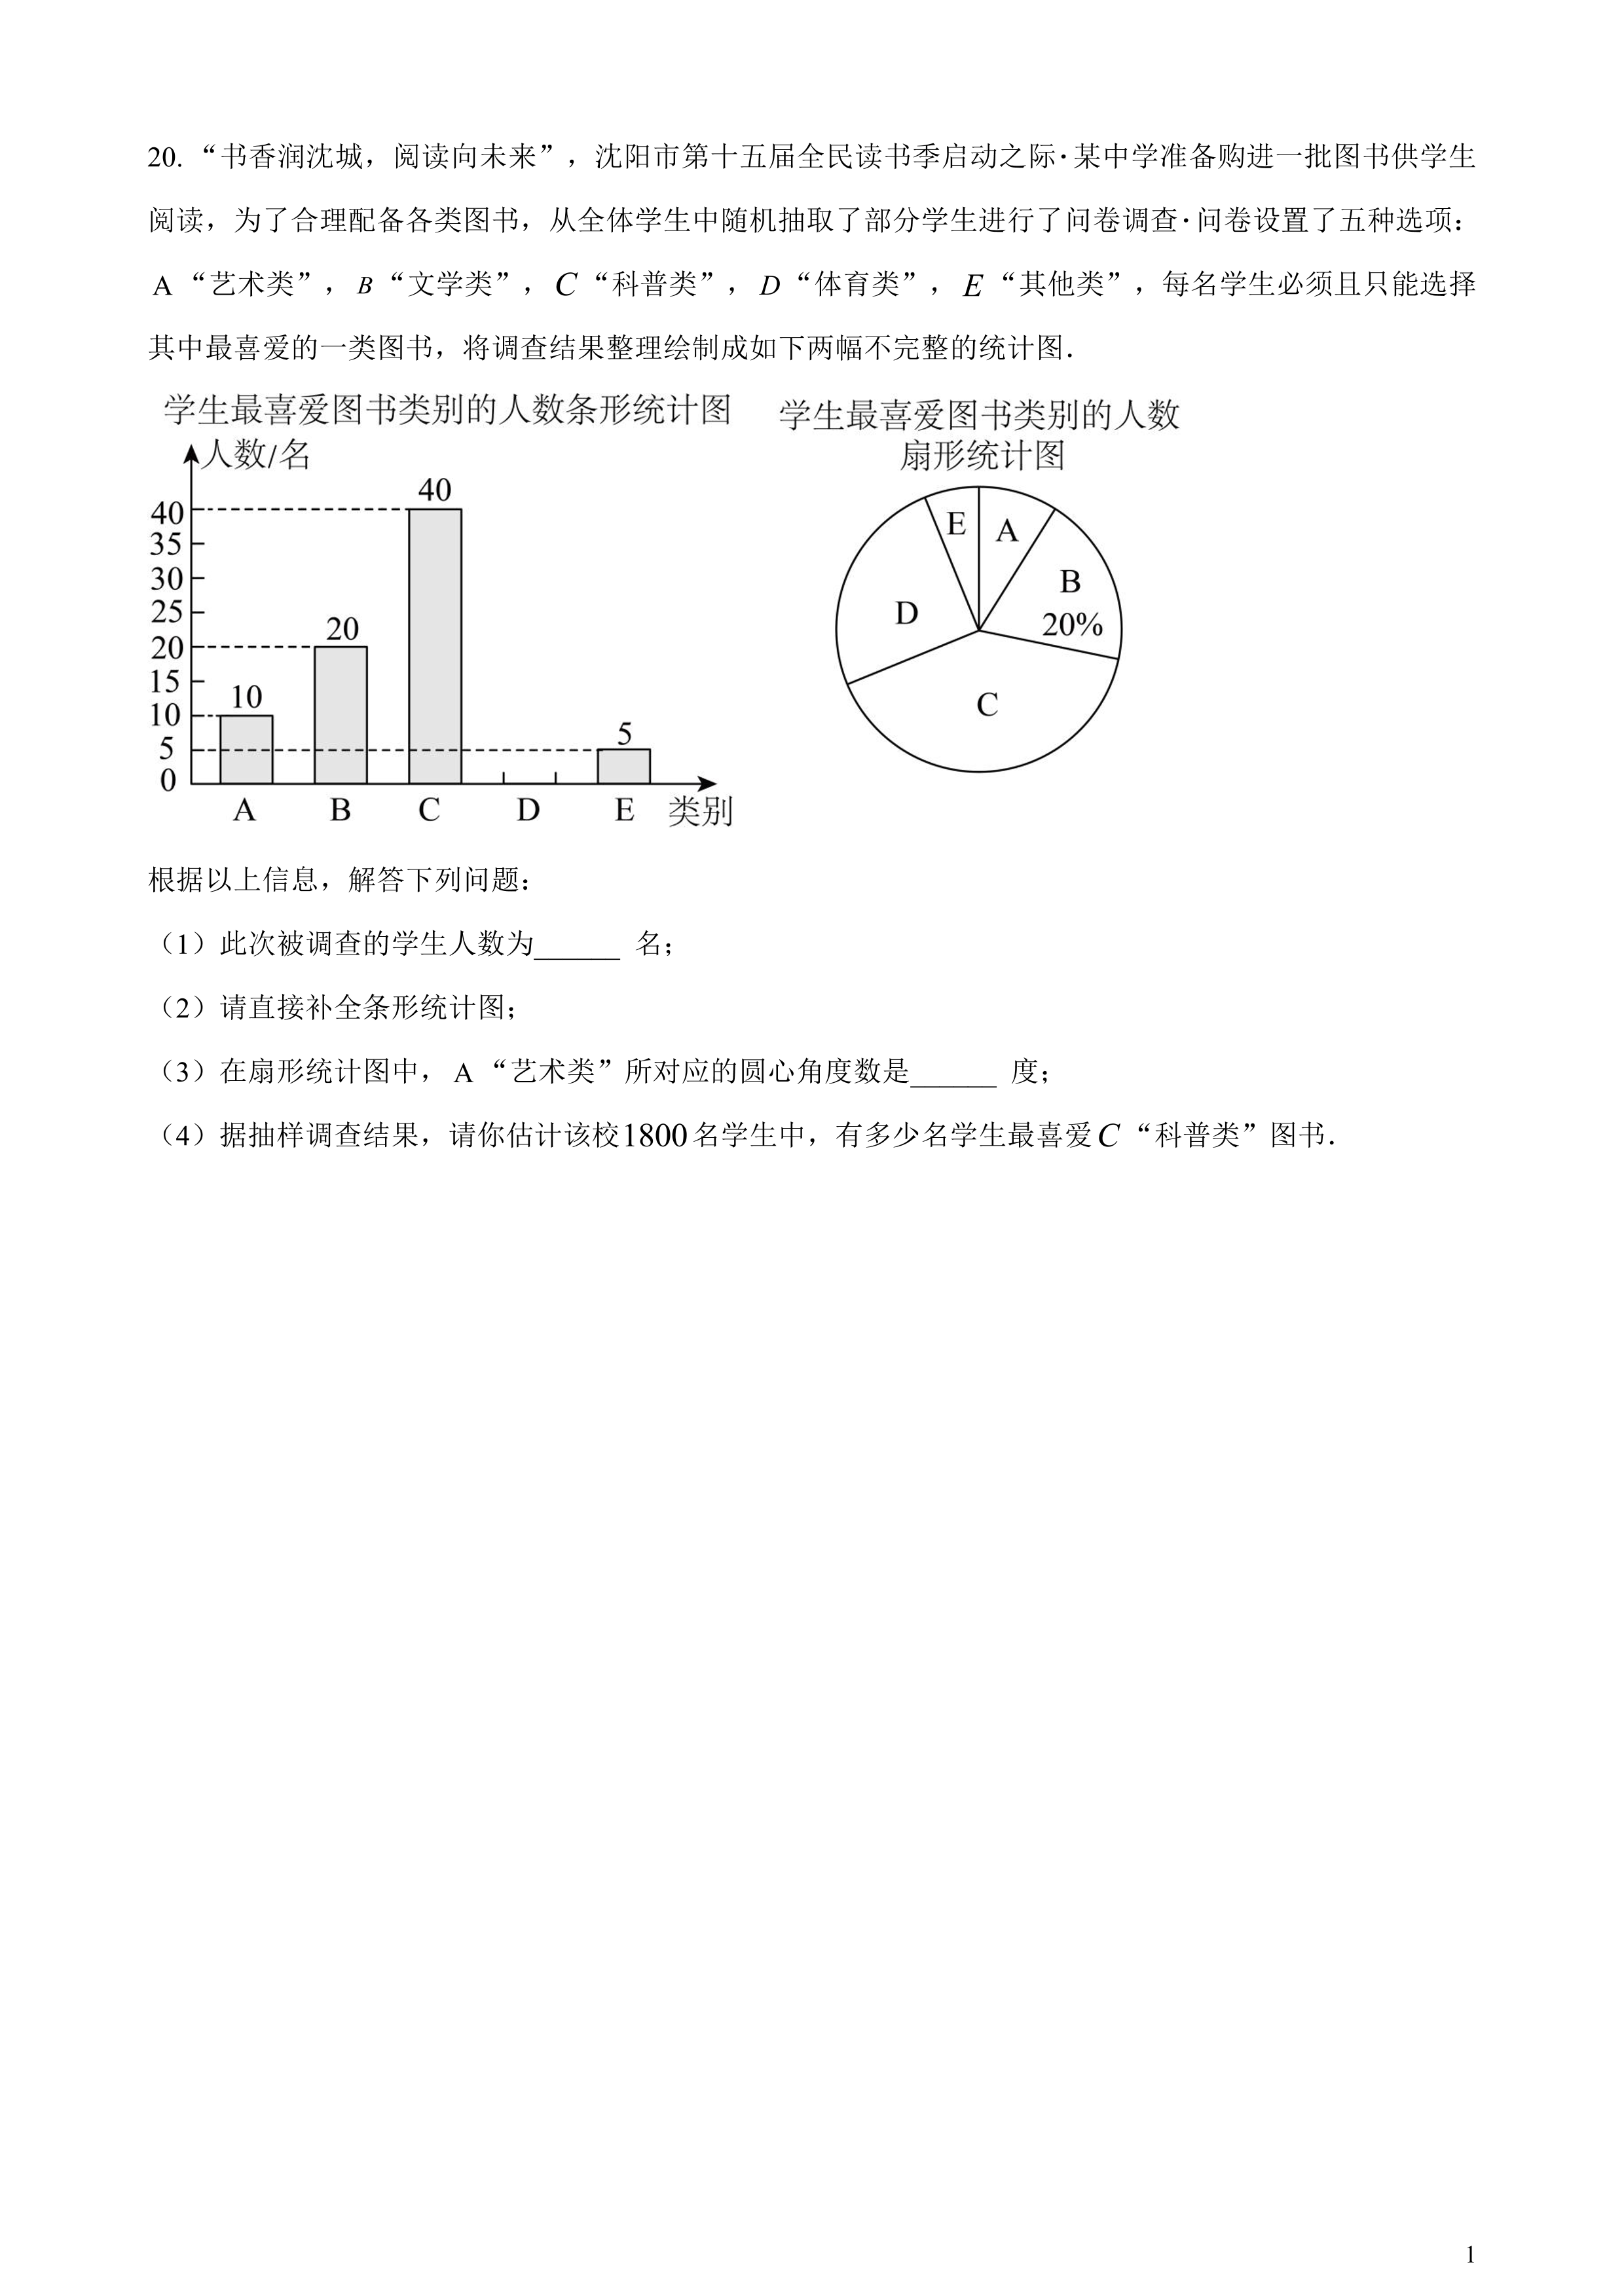 20. “书香润沈城，阅读向未来”，沈阳市第十五届全民读书季启动之际·某中学准备购进一批图书供学生
阅读，为了合理配备各类图书，从全体学生中随机抽取了部分学生进行了问卷调查·问卷设置了五种选项：
A “艺术类”，B “文学类”，C “科普类”，D “体育类”，E “其他类”，每名学生必须且只能选择
其中最喜爱的一类图书，将调查结果整理绘制成如下两幅不完整的统计图．
学生最喜爱图书类别的人数条形统计图
人数/名
40
35
30
25
20
15
10
5
0
10
20
40
5
A B C D E 类别
学生最喜爱图书类别的人数
扇形统计图
E
A
B
20%
D
C
根据以上信息，解答下列问题：
（1）此次被调查的学生人数为______ 名；
（2）请直接补全条形统计图；
（3）在扇形统计图中， A “艺术类”所对应的圆心角度数是______ 度；
（4）据抽样调查结果，请你估计该校1800名学生中，有多少名学生最喜爱C “科普类”图书．
1